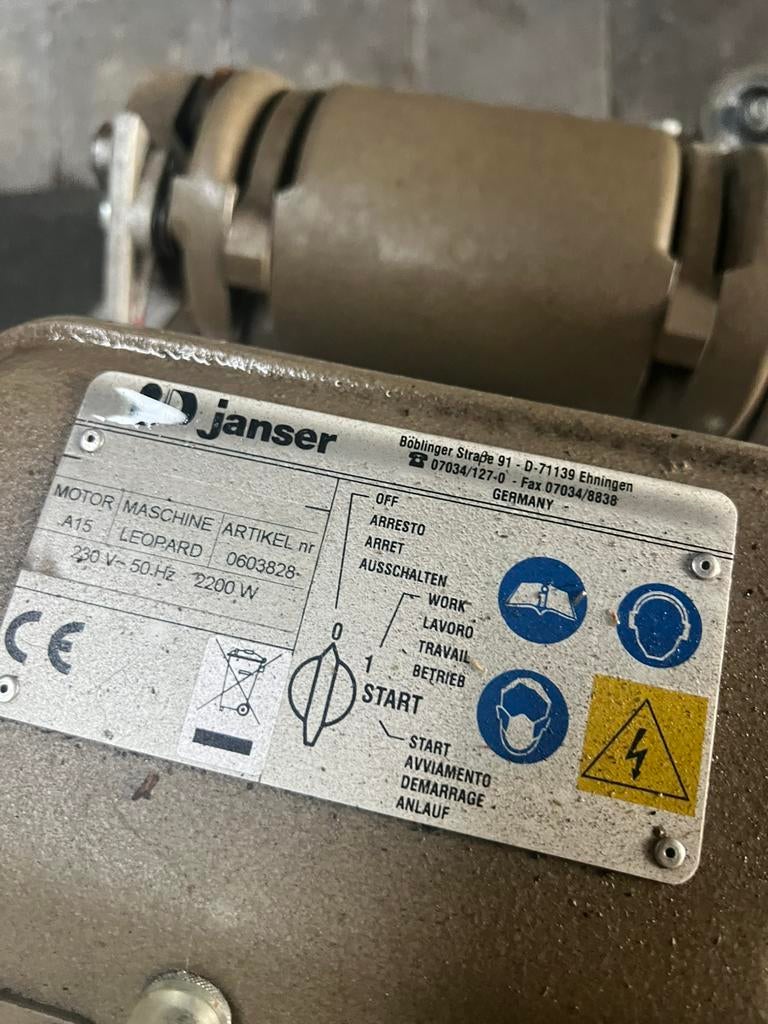 janser
Böblinger Straße 91 - D-71139 Ehningen
☎ 07034/127-0 - Fax 07034/8838
GERMANY
MOTOR MASCHINE ARTIKEL nr
A15 LEOPARD 0603828
230 V~ 50 Hz 2200 W
CE
OFF
ARRESTO
ARRET
AUSSCHALTEN
WORK
LAVORO
TRAVAIL
BETRIEB
0
1
START
START
AVVIAMENTO
DEMARRAGE
ANLAUF
i